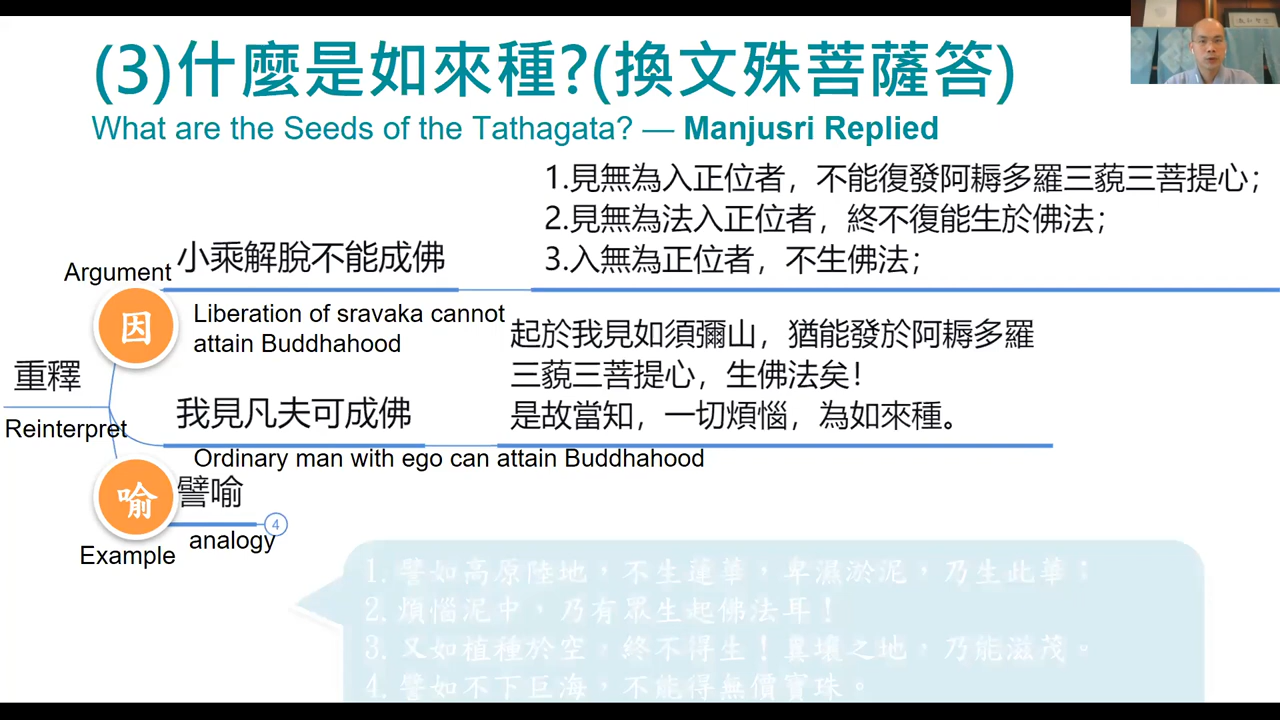 (3)什麼是如來種?(換文殊菩薩答)
What are the Seeds of the Tathagata? — Manjusri Replied
1.見無為入正位者，不能復發阿耨多羅三藐三菩提心；
2.見無為法入正位者，終不復能生於佛法；
3.入無為正位者，不生佛法；
小乘解脫不能成佛
Argument
因
Liberation of sravaka cannot
attain Buddhahood
起於我見如須彌山，猶能發於阿耨多羅
三藐三菩提心，生佛法矣！
是故當知，一切煩惱，為如來種。
重釋
Reinterpret
我見凡夫可成佛
Ordinary man with ego can attain Buddhahood
喻
譬喻
4
analogy
Example
1. 譬如高原陸地，不生蓮華，卑濕淤泥，乃生此華；
2. 煩惱泥中，乃有眾生起佛法耳！
3. 又如植種於空，終不得生！糞壤之地，乃能滋茂。
4. 譬如不下巨海，不能得無價寶珠。